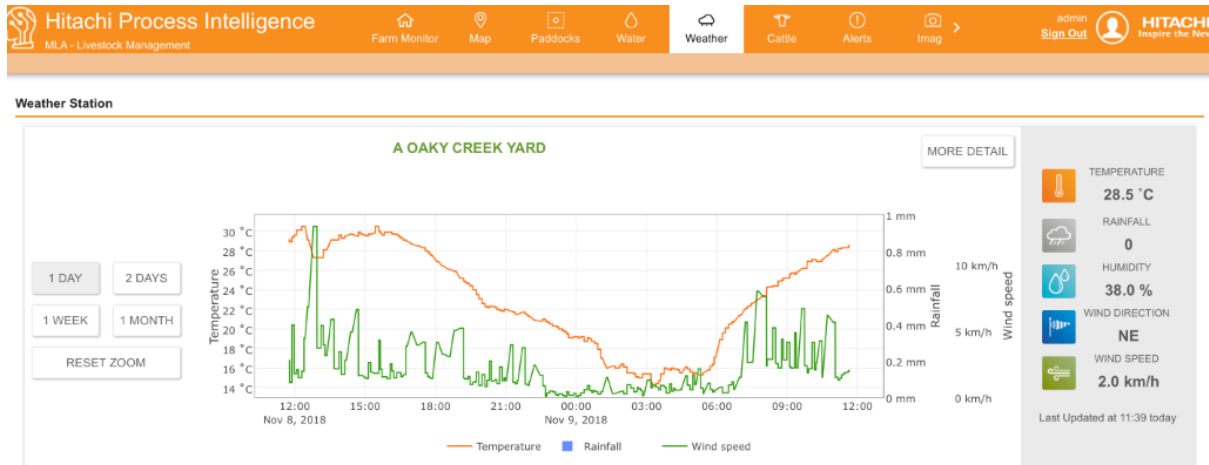 Hitachi Process Intelligence
MLA - Livestock Management
Farm Monitor
Map
Paddocks
Water
Weather
Cattle
Alerts
Imag
admin
Sign Out
HITACHI
Inspire the Nex
Weather Station
A OAKY CREEK YARD
MORE DETAIL
1 DAY
2 DAYS
1 WEEK
1 MONTH
RESET ZOOM
Temperature
30 °C
28 °C
26 °C
24 °C
22 °C
20 °C
18 °C
16 °C
14 °C
1 mm
0.8 mm
0.6 mm
0.4 mm
0.2 mm
0 mm
Rainfall
10 km/h
5 km/h
0 km/h
Wind speed
12:00
Nov 8, 2018
15:00
18:00
21:00
00:00
Nov 9, 2018
03:00
06:00
09:00
12:00
Temperature
Rainfall
Wind speed
TEMPERATURE
28.5 °C
RAINFALL
0
HUMIDITY
38.0 %
WIND DIRECTION
NE
WIND SPEED
2.0 km/h
Last Updated at 11:39 today